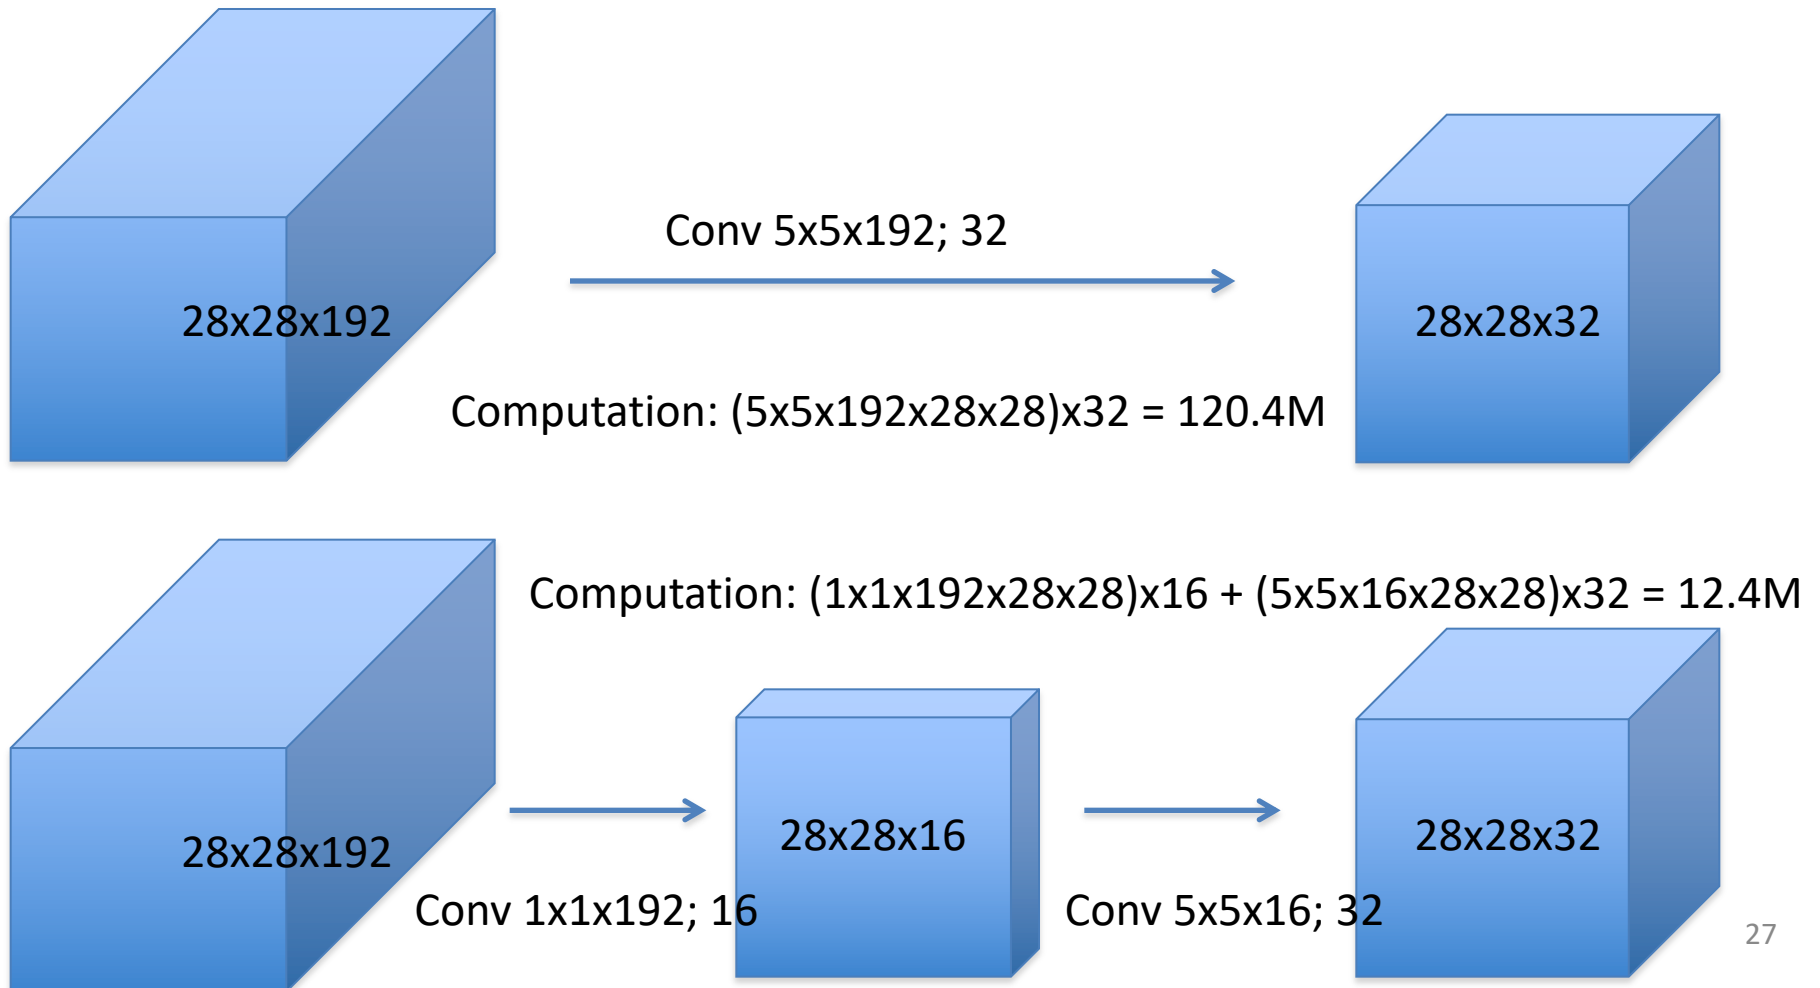 Conv 5x5x192; 32
28x28x192
28x28x32
Computation: (5x5x192x28x28)x32 = 120.4M
Computation: (1x1x192x28x28)x16 + (5x5x16x28x28)x32 = 12.4M
28x28x192
28x28x16
28x28x32
Conv 1x1x192; 16
Conv 5x5x16; 32
27